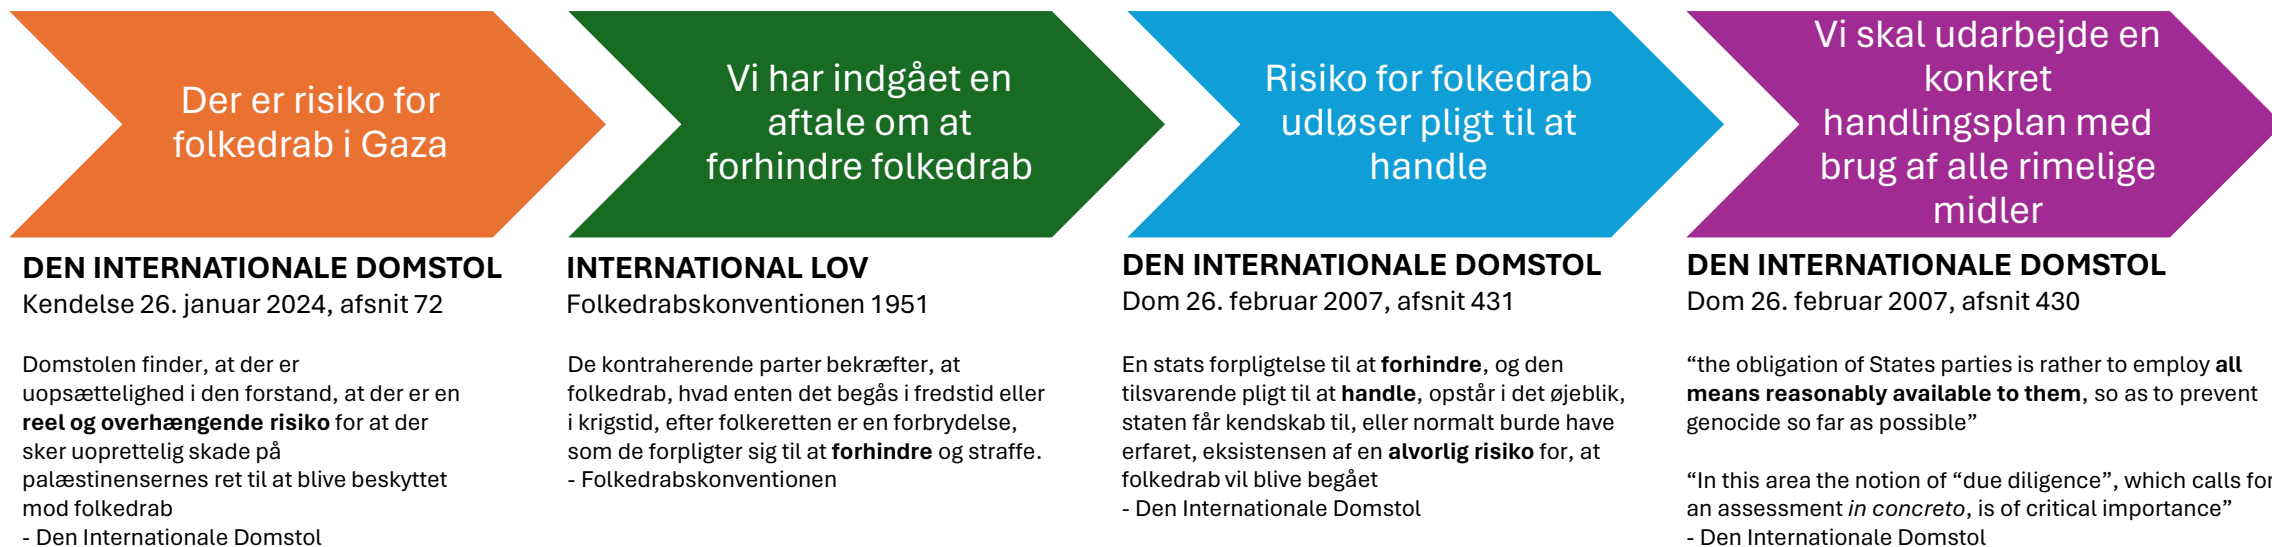 Der er risiko for
folkedrab i Gaza
Vi har indgået en
aftale om at
forhindre folkedrab
Risiko for folkedrab
udløser pligt til at
handle
Vi skal udarbejde en
konkret
handlingsplan med
brug af alle rimelige
midler
DEN INTERNATIONALE DOMSTOL
Kendelse 26. januar 2024, afsnit 72
Domstolen finder, at der er
uopsættelighed i den forstand, at der er en
reel og overhængende risiko for at der
sker uoprettelig skade på
palæstinensernes ret til at blive beskyttet
mod folkedrab
- Den Internationale Domstol
INTERNATIONAL LOV
Folkedrabskonventionen 1951
De kontraherende parter bekræfter, at
folkedrab, hvad enten det begås i fredstid eller
i krigstid, efter folkeretten er en forbrydelse,
som de forpligter sig til at forhindre og straffe.
- Folkedrabskonventionen
DEN INTERNATIONALE DOMSTOL
Dom 26. februar 2007, afsnit 431
En stats forpligtelse til at forhindre, og den
tilsvarende pligt til at handle, opstår i det øjeblik,
staten får kendskab til, eller normalt burde have
erfaret, eksistensen af en alvorlig risiko for, at
folkedrab vil blive begået
- Den Internationale Domstol
DEN INTERNATIONALE DOMSTOL
Dom 26. februar 2007, afsnit 430
“the obligation of States parties is rather to employ all
means reasonably available to them, so as to prevent
genocide so far as possible”
“In this area the notion of “due diligence”, which calls for
an assessment in concreto, is of critical importance”
- Den Internationale Domstol